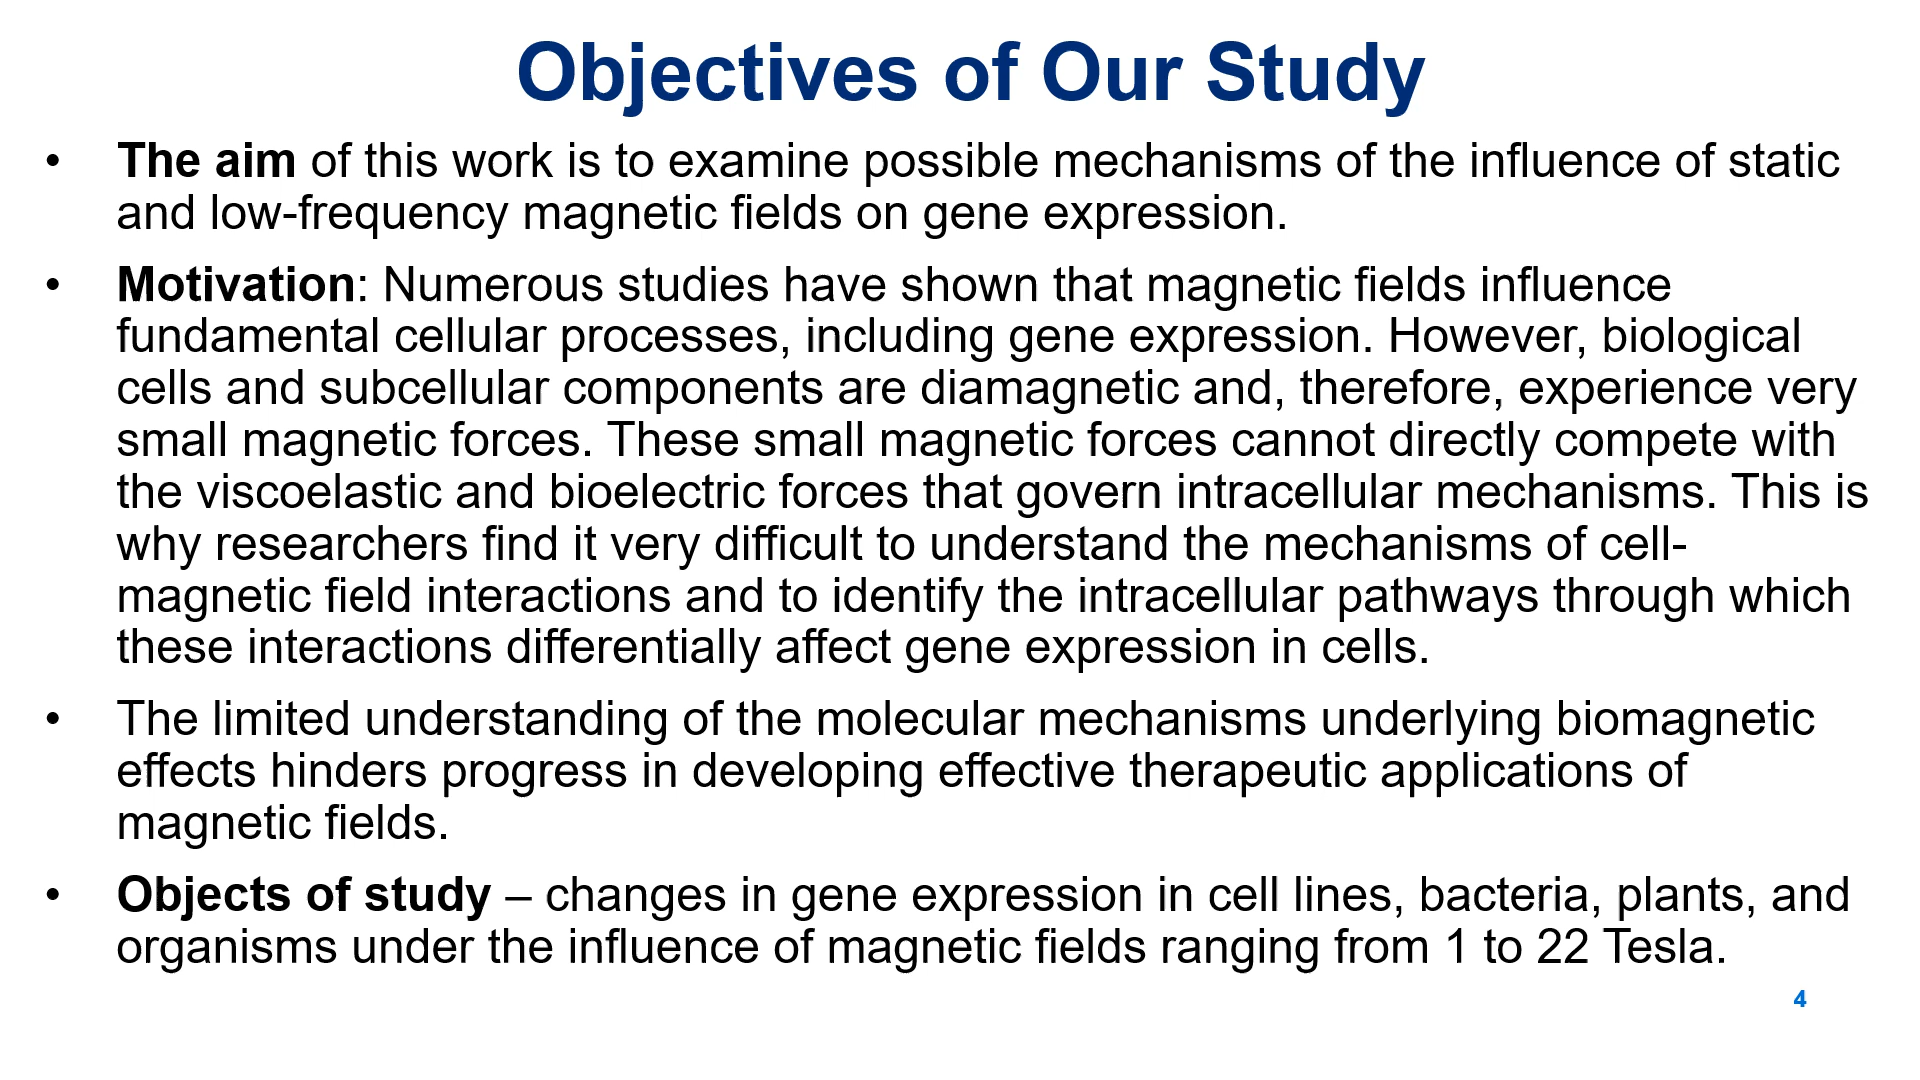 Objectives of Our Study
• The aim of this work is to examine possible mechanisms of the influence of static
and low-frequency magnetic fields on gene expression.
• Motivation: Numerous studies have shown that magnetic fields influence
fundamental cellular processes, including gene expression. However, biological
cells and subcellular components are diamagnetic and, therefore, experience very
small magnetic forces. These small magnetic forces cannot directly compete with
the viscoelastic and bioelectric forces that govern intracellular mechanisms. This is
why researchers find it very difficult to understand the mechanisms of cell-
magnetic field interactions and to identify the intracellular pathways through which
these interactions differentially affect gene expression in cells.
• The limited understanding of the molecular mechanisms underlying biomagnetic
effects hinders progress in developing effective therapeutic applications of
magnetic fields.
• Objects of study – changes in gene expression in cell lines, bacteria, plants, and
organisms under the influence of magnetic fields ranging from 1 to 22 Tesla.
4